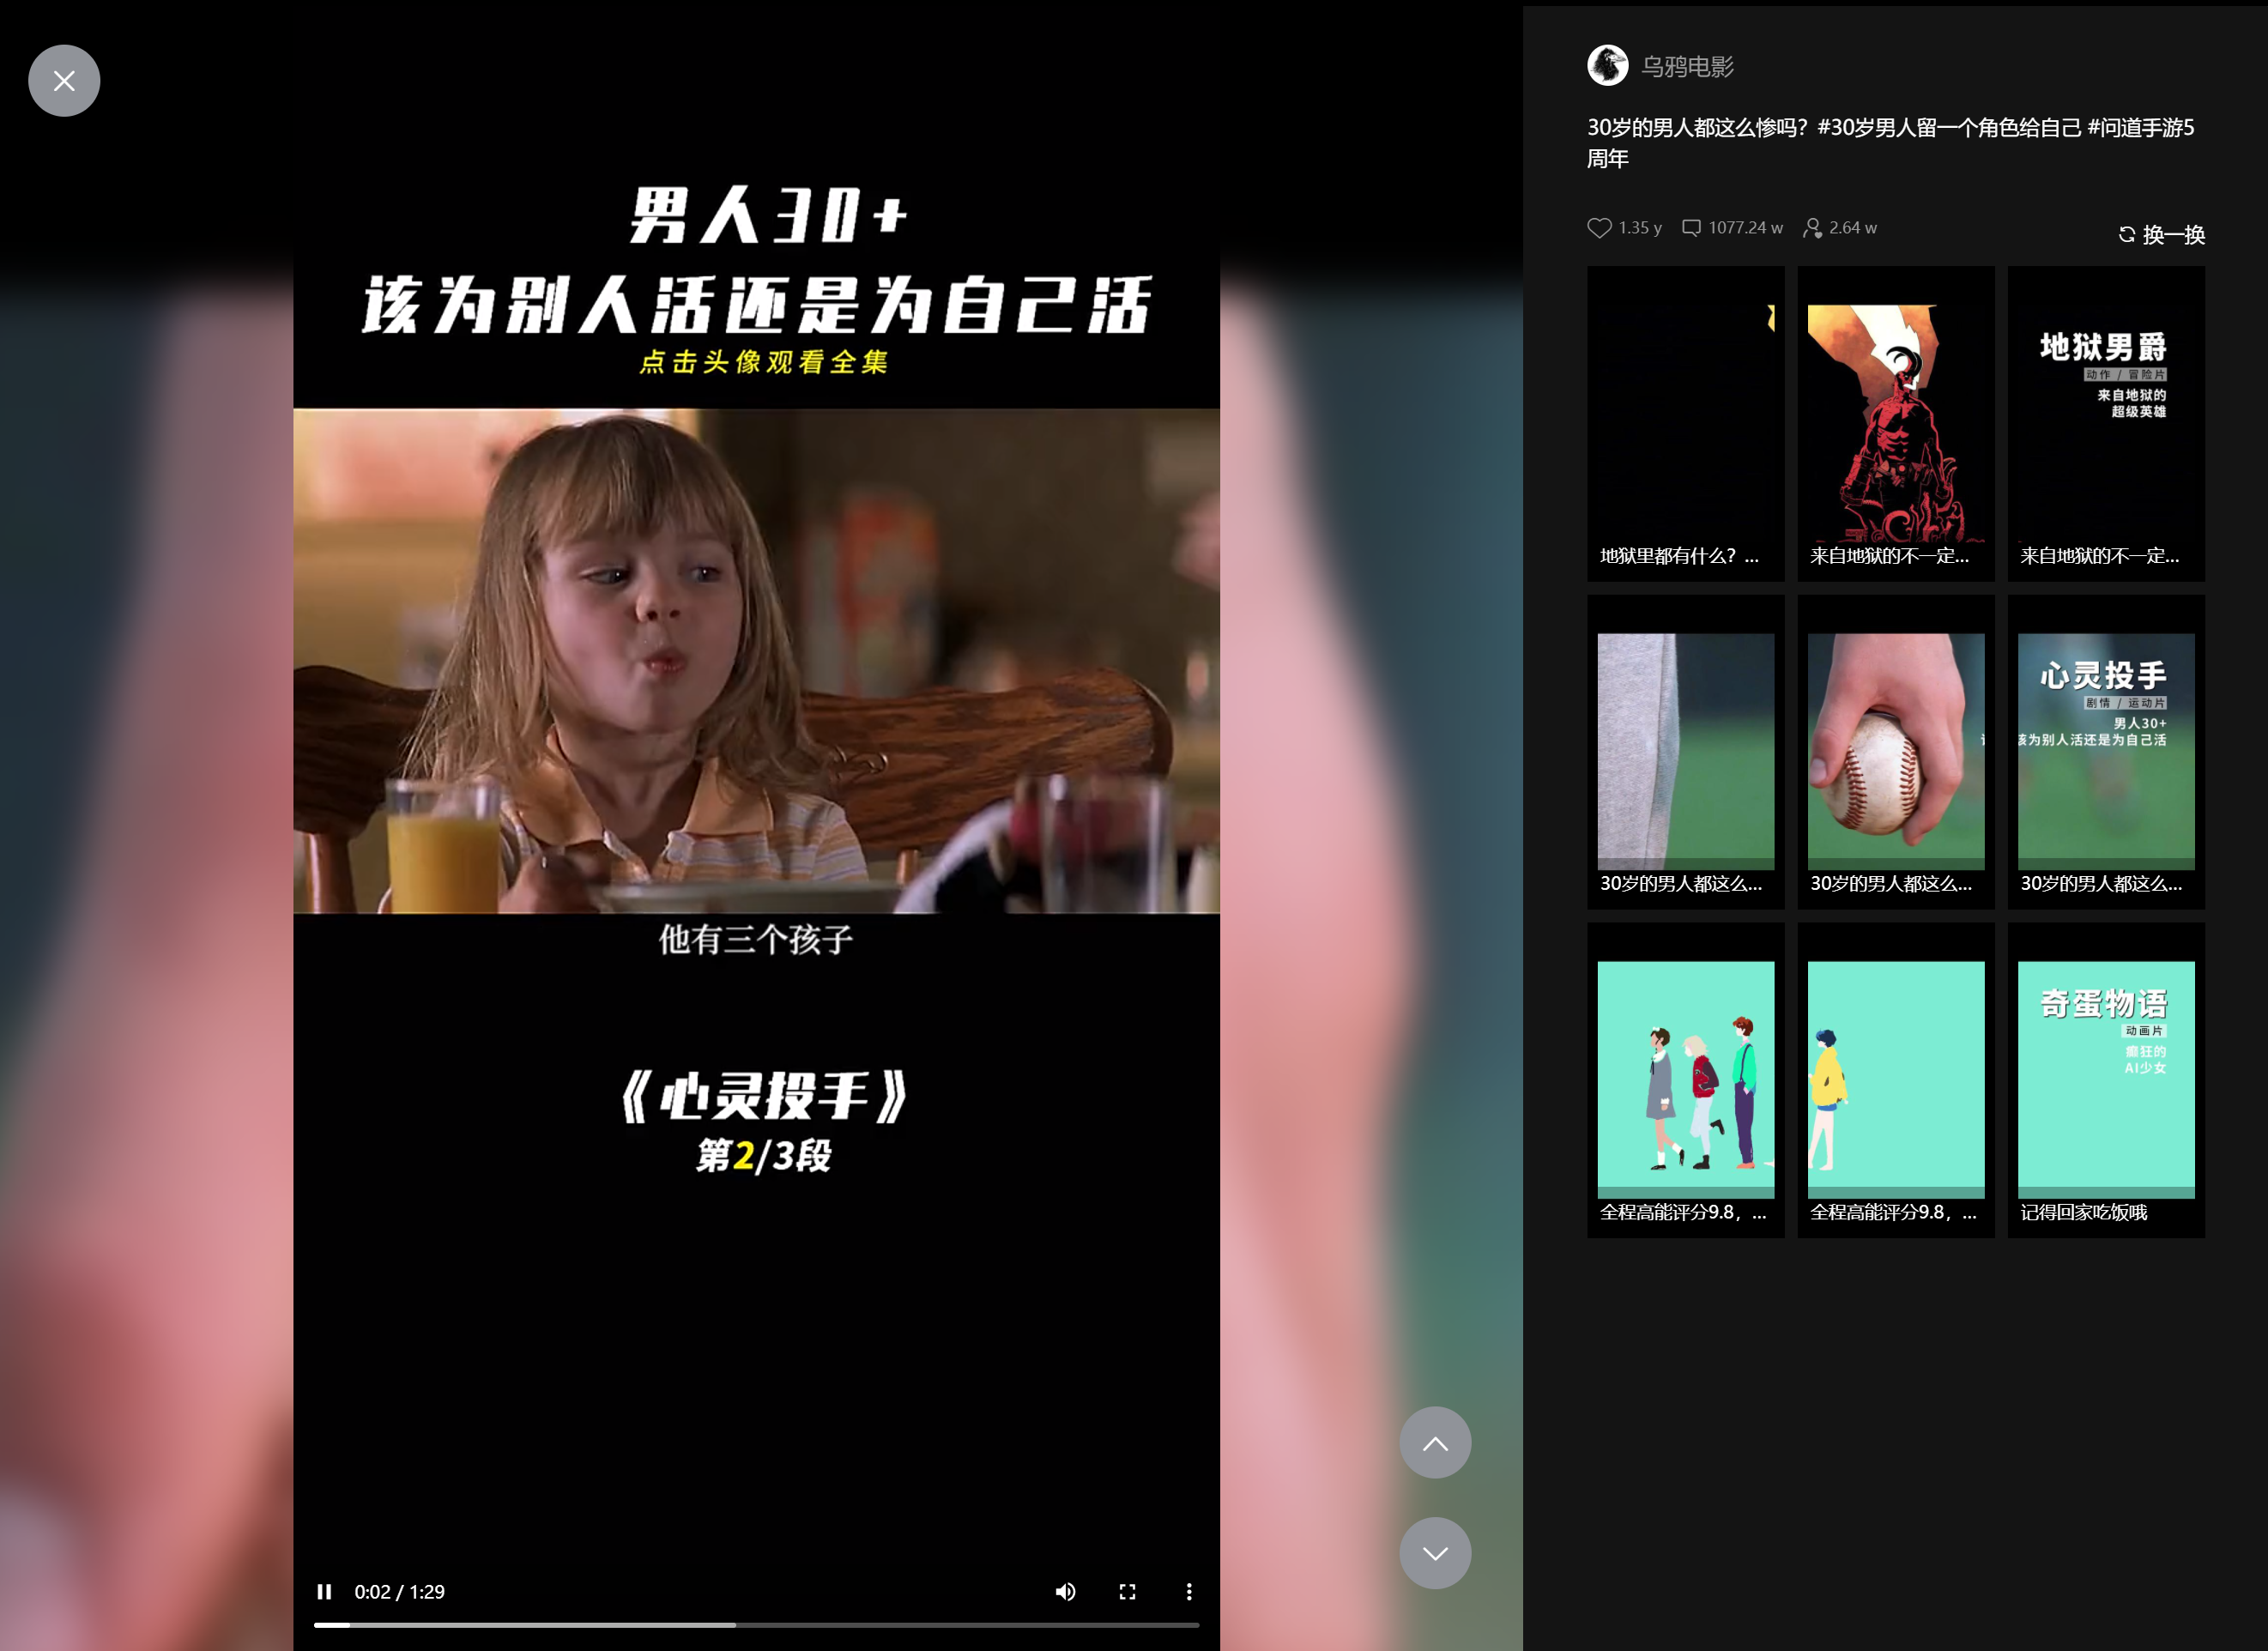 男人30+
该为别人活还是为自己活
点击头像观看全集
他有三个孩子
《心灵投手》
第2/3段
0:02 / 1:29
乌鸦电影
30岁的男人都这么惨吗？#30岁男人留一个角色给自己 #问道手游5
周年
1.35 y
1077.24 w
2.64 w
换一换
地狱里都有什么？...
来自地狱的不一定...
地狱男爵
动作 / 冒险片
来自地狱的
超级英雄
来自地狱的不一定...
30岁的男人都这么...
30岁的男人都这么...
心灵投手
剧情 / 运动片
男人30+
该为别人活还是为自己活
30岁的男人都这么...
全程高能评分9.8，...
全程高能评分9.8，...
奇蛋物语
动画片
癫狂的
AI少女
记得回家吃饭哦